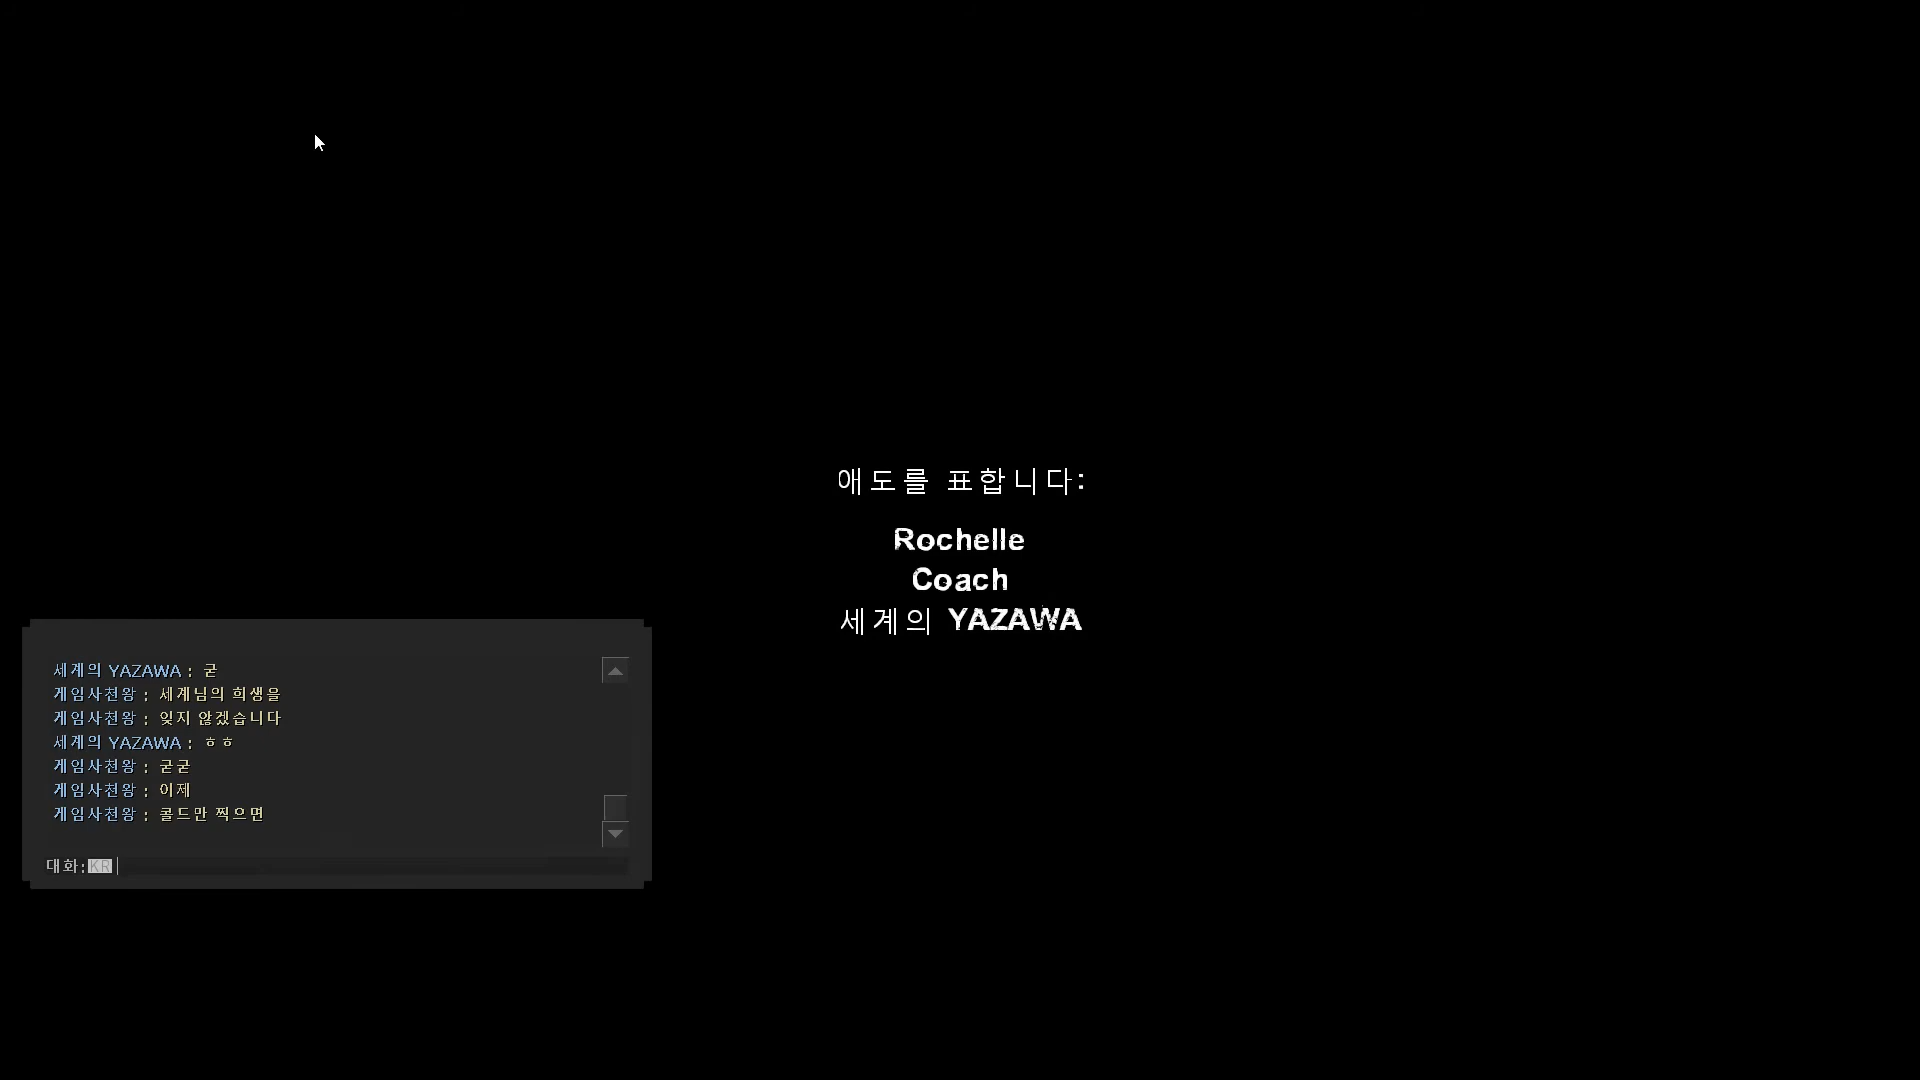 애도를 표합니다:
Rochelle
Coach
세계의 YAZAWA
세계의 YAZAWA : 굳
게임사천왕 : 세계님의 희생을
게임사천왕 : 잊지 않겠습니다
세계의 YAZAWA : ㅎㅎ
게임사천왕 : 굳굳
게임사천왕 : 이제
게임사천왕 : 콜드만 찍으면
대화:KR